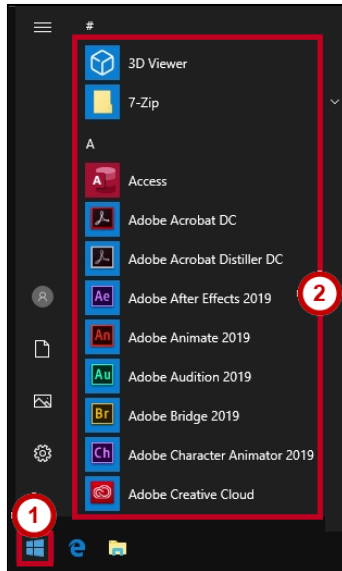 #
3D Viewer
7-Zip
A
A Access
Adobe Acrobat DC
Adobe Acrobat Distiller DC
Ae Adobe After Effects 2019
2
An Adobe Animate 2019
Au Adobe Audition 2019
Br Adobe Bridge 2019
Ch Adobe Character Animator 2019
Adobe Creative Cloud
1